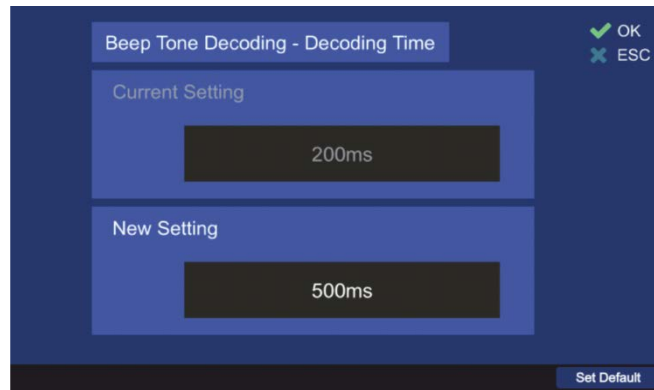 Beep Tone Decoding - Decoding Time
OK
ESC
Current Setting
200ms
New Setting
500ms
Set Default